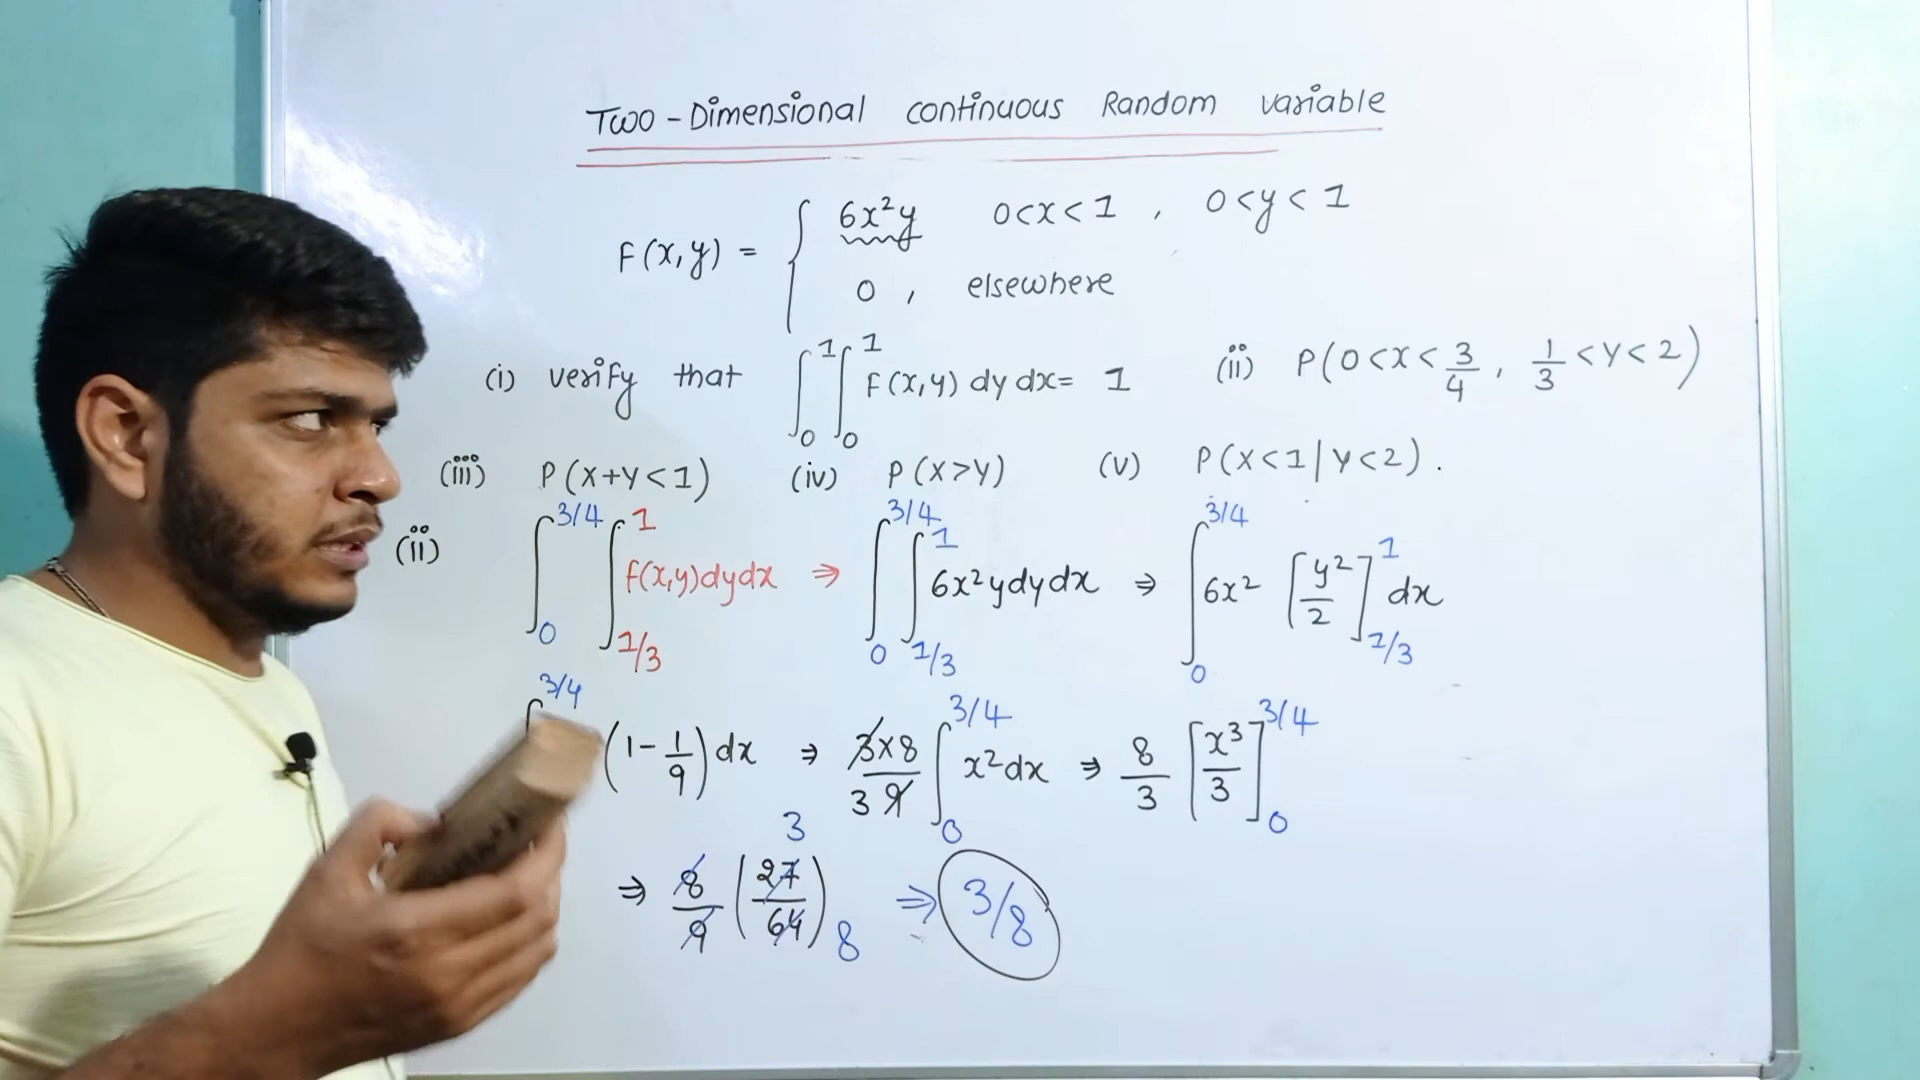 Two-Dimensional continuous Random variable
F(x,y) = { 6x²y 0<x<1 , 0<y<1
0 , elsewhere
(i) verify that ∫₀¹∫₀¹ F(x,y) dy dx = 1 (ii) P(0<x<3/4, 1/3<y<2)
(iii) P(X+Y<1) (iv) P(X>Y) (v) P(X<1|Y<2).
(ii) ∫₀^3/4 ∫_1/3^1 f(x,y)dydx ⇒ ∫₀^3/4 ∫_1/3^1 6x²ydydx ⇒ ∫₀^3/4 6x² [y²/2]_1/3^1 dx
∫^3/4 (1-1/9)dx ⇒ 3×8/9 3 ∫₀^3/4 x²dx ⇒ 8/3 [x³/3]₀^3/4
⇒ 8/9 (27/64) 3 8 ⇒ 3/8